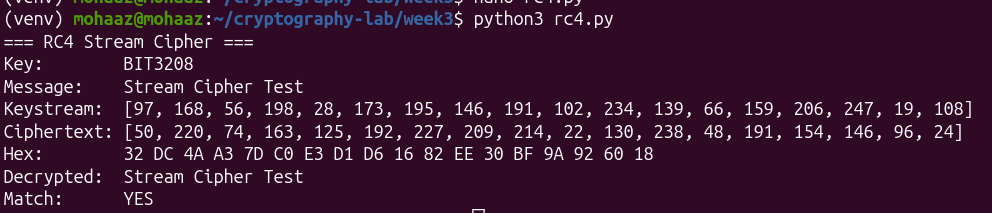 (venv) mohaaz@mohaaz:~/cryptography-lab/week3$ nano rc4.py
(venv) mohaaz@mohaaz:~/cryptography-lab/week3$ python3 rc4.py
=== RC4 Stream Cipher ===
Key:        BIT3208
Message:    Stream Cipher Test
Keystream:  [97, 168, 56, 198, 28, 173, 195, 146, 191, 102, 234, 139, 66, 159, 206, 247, 19, 108]
Ciphertext: [50, 220, 74, 163, 125, 192, 227, 209, 214, 22, 130, 238, 48, 191, 154, 146, 96, 24]
Hex:        32 DC 4A A3 7D C0 E3 D1 D6 16 82 EE 30 BF 9A 92 60 18
Decrypted:  Stream Cipher Test
Match:      YES